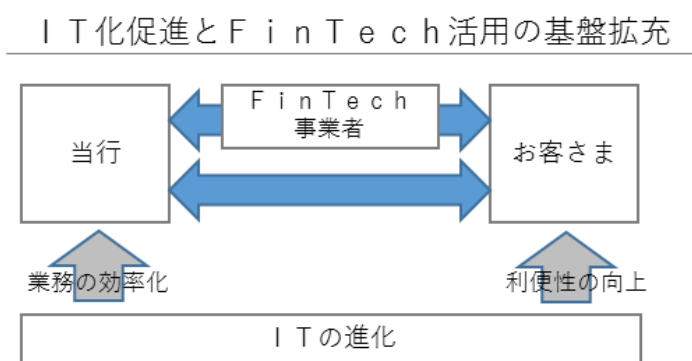 ＩＴ化促進とＦｉｎＴｅｃｈ活用の基盤拡充
ＦｉｎＴｅｃｈ
事業者
当行
お客さま
業務の効率化
利便性の向上
ＩＴの進化